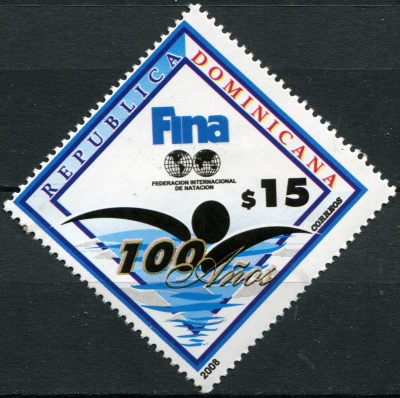 REPUBLICA DOMINICANA
Fina
FEDERACION INTERNACIONAL
DE NATACION
$15
CORREOS
100 Años
2008